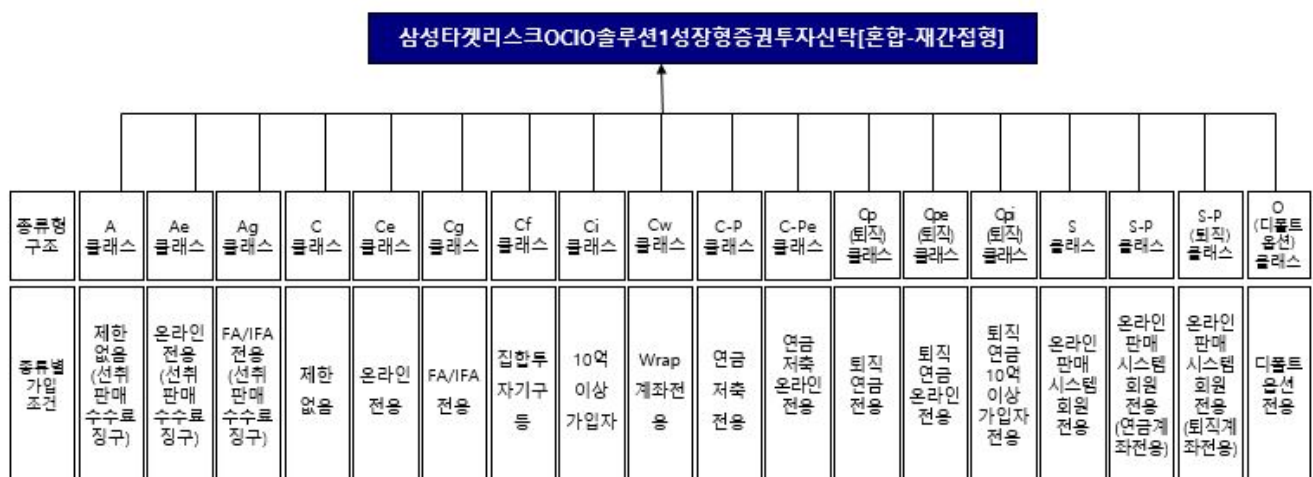 삼성타겟리스크OCIO솔루션1성장형증권투자신탁[혼합-재간접형]
종류형
구조
A
클래스
Ae
클래스
Ag
클래스
C
클래스
Ce
클래스
Cg
클래스
Cf
클래스
Ci
클래스
Cw
클래스
C-P
클래스
C-Pe
클래스
Cp
(퇴직)
클래스
Cpe
(퇴직)
클래스
Cpi
(퇴직)
클래스
S
클래스
S-P
클래스
S-P
(퇴직)
클래스
O
(디폴트
옵션)
클래스
종류별
가입
조건
제한
없음
(선취
판매
수수료
징구)
온라인
전용
(선취
판매
수수료
징구)
FA/IFA
전용
(선취
판매
수수료
징구)
제한
없음
온라인
전용
FA/IFA
전용
집합투
자기구
등
10억
이상
가입자
Wrap
계좌전
용
연금
저축
전용
연금
저축
온라인
전용
퇴직
연금
전용
퇴직
연금
온라인
전용
퇴직
연금
10억
이상
가입자
전용
온라인
판매
시스템
회원
전용
온라인
판매
시스템
회원
전용
(연금계
좌전용)
온라인
판매
시스템
회원
전용
(퇴직계
좌전용)
디폴트
옵션
전용